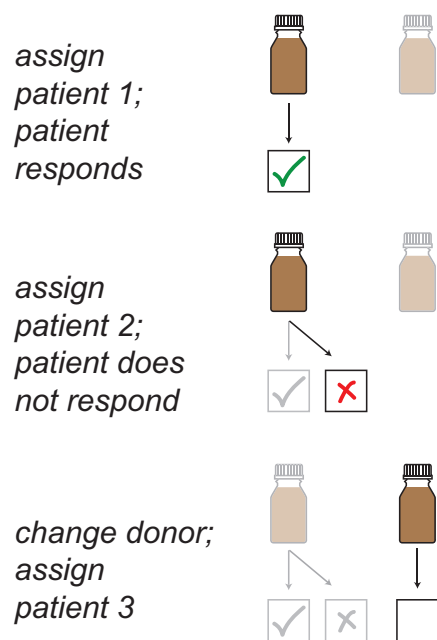 assign
patient 1;
patient
responds
assign
patient 2;
patient does
not respond
change donor;
assign
patient 3